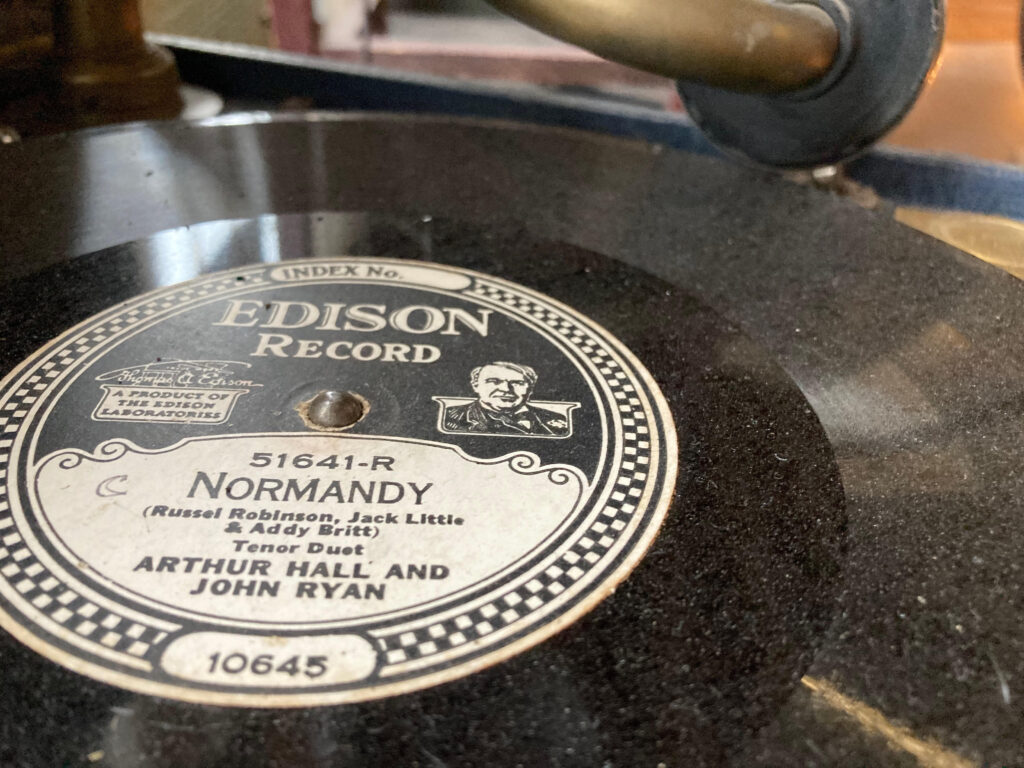 INDEX No.
EDISON
RECORD
Thomas A Edison
A PRODUCT OF
THE EDISON
LABORATORIES
51641-R
C
NORMANDY
(Russel Robinson, Jack Little
& Addy Britt)
Tenor Duet
ARTHUR HALL AND
JOHN RYAN
10645